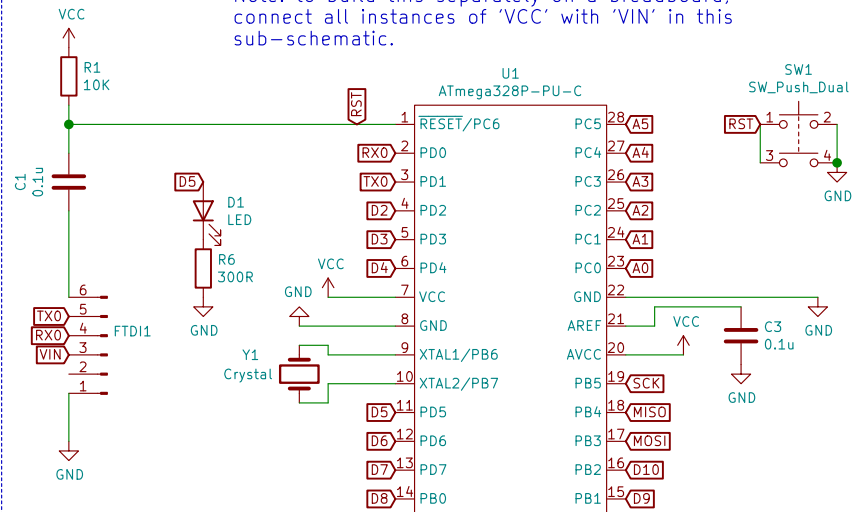 Note: to build this separately on a breadboard,
connect all instances of 'VCC' with 'VIN' in this
sub-schematic.
VCC
R1
10K
RST
C1
0.1u
D5
D1
LED
R6
300R
GND
6
TX0 5
RX0 4
VIN 3
2
1
FTDI1
GND
VCC
GND
Y1
Crystal
U1
ATmega328P-PU-C
1 RESET/PC6
RX0 2 PD0
TX0 3 PD1
D2 4 PD2
D3 5 PD3
D4 6 PD4
7 VCC
8 GND
9 XTAL1/PB6
10 XTAL2/PB7
D5 11 PD5
D6 12 PD6
D7 13 PD7
D8 14 PB0
PC5 28 A5
PC4 27 A4
PC3 26 A3
PC2 25 A2
PC1 24 A1
PC0 23 A0
GND 22
AREF 21
AVCC 20
PB5 19 SCK
PB4 18 MISO
PB3 17 MOSI
PB2 16 D10
PB1 15 D9
VCC
C3
0.1u
GND
GND
SW1
SW_Push_Dual
RST 1 2
3 4
GND